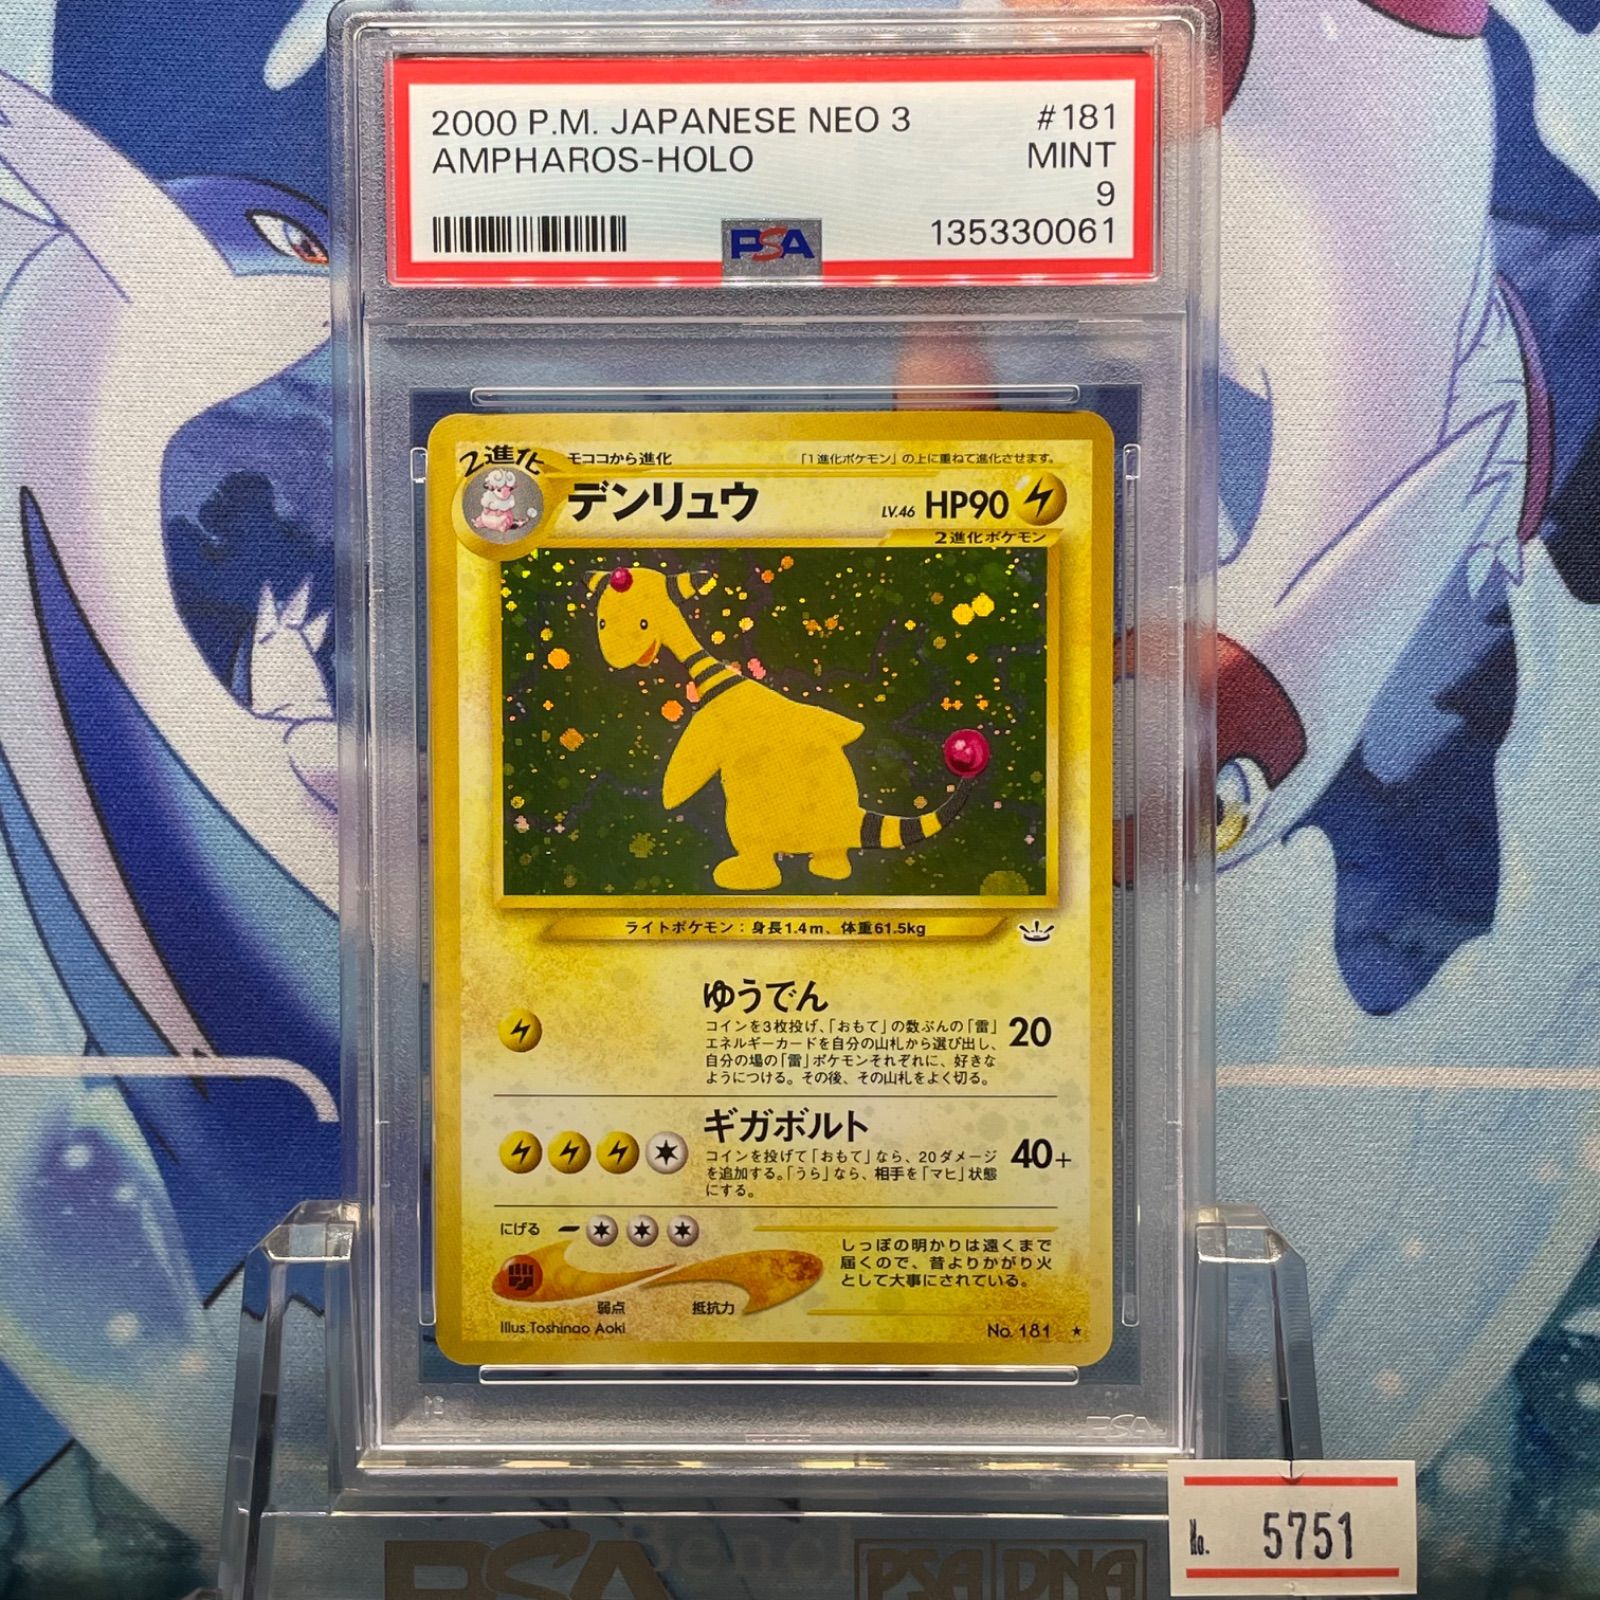 2000 P.M. JAPANESE NEO 3 #181
AMPHAROS-HOLO MINT
9
PSA 135330061
2進化 モココから進化 「1進化ポケモン」の上に重ねて進化させます。
デンリュウ LV.46 HP90
2進化ポケモン
ライトポケモン：身長1.4m、体重61.5kg
ゆうでん
コインを3枚投げ、「おもて」の数ぶんの「雷」 20
エネルギーカードを自分の山札から選び出し、
自分の場の「雷」ポケモンそれぞれに、好きな
ようにつける。その後、その山札をよく切る。
ギガボルト
コインを投げて「おもて」なら、20ダメージ 40+
を追加する。「うら」なら、相手を「マヒ」状態
にする。
にげる
しっぽの明かりは遠くまで
届くので、昔よりかがり火
として大事にされている。
弱点 抵抗力
Illus.Toshinao Aoki No. 181
PSA
PSA PSA DNA
No. 5751